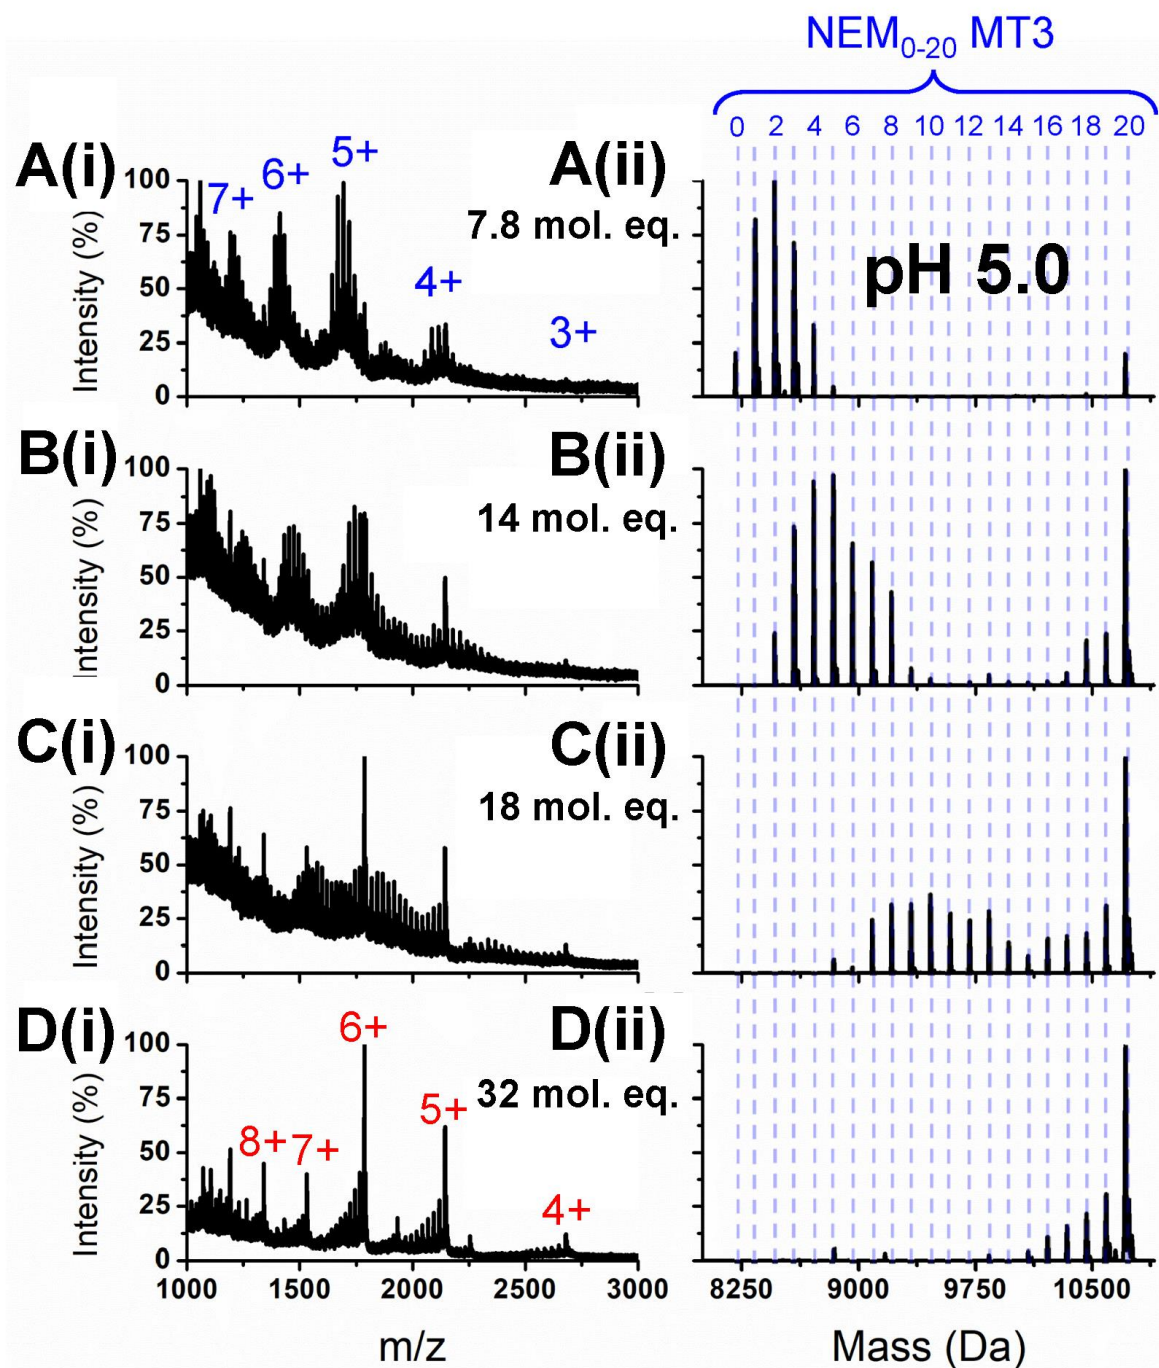 NEM0-20 MT3
0 2 4 6 8 10 12 14 16 18 20
A(i)
7+ 6+ 5+ 4+ 3+
100
75
50
25
0
Intensity (%)
A(ii)
7.8 mol. eq.
pH 5.0
B(i)
100
75
50
25
0
Intensity (%)
B(ii)
14 mol. eq.
C(i)
100
75
50
25
0
Intensity (%)
C(ii)
18 mol. eq.
D(i)
8+ 7+ 6+ 5+ 4+
100
75
50
25
0
Intensity (%)
D(ii)
32 mol. eq.
1000 1500 2000 2500 3000
m/z
8250 9000 9750 10500
Mass (Da)